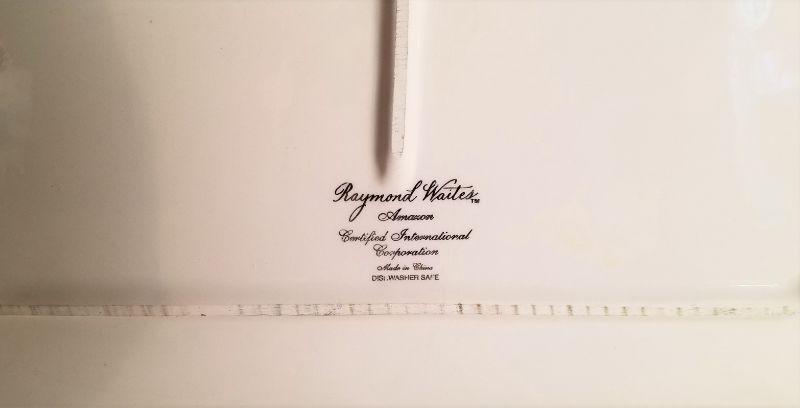 Raymond Waites™
Amazon
Certified International
Corporation
Made in China
DISHWASHER SAFE